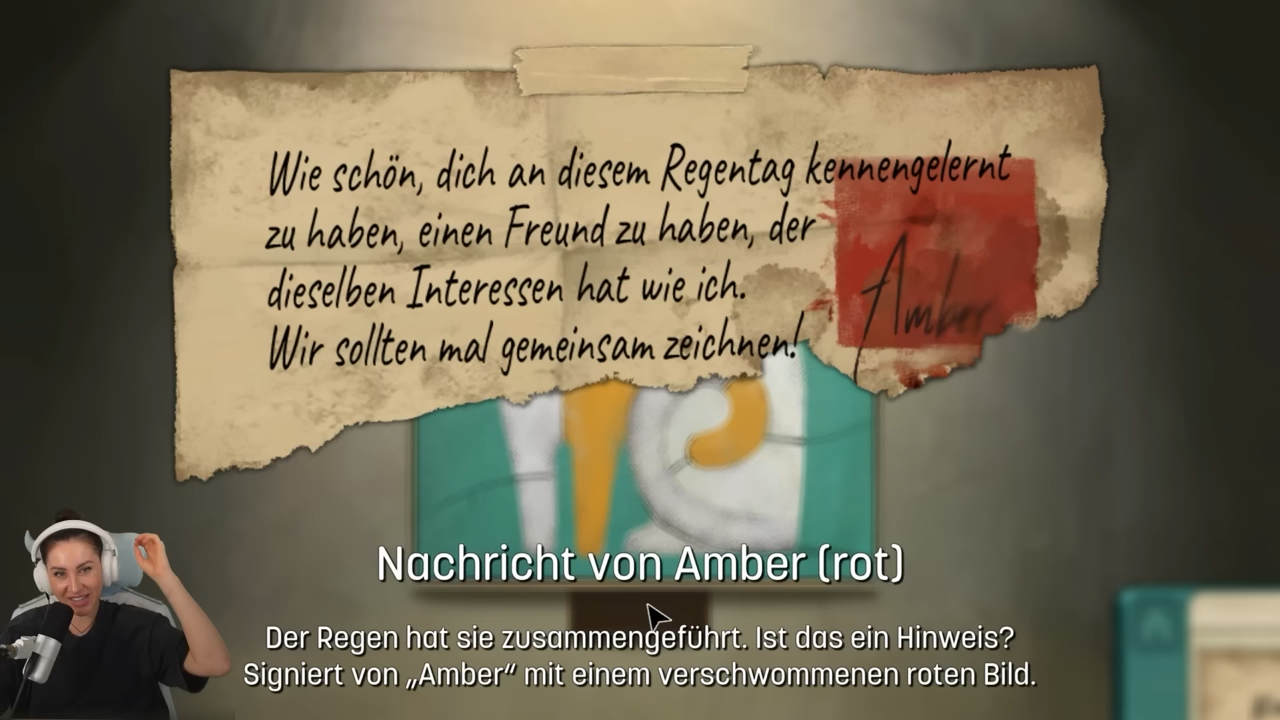 Wie schön, dich an diesem Regentag kennengelernt
zu haben, einen Freund zu haben, der
dieselben Interessen hat wie ich.
Wir sollten mal gemeinsam zeichnen!
Amber
Nachricht von Amber (rot)
Der Regen hat sie zusammengeführt. Ist das ein Hinweis?
Signiert von „Amber“ mit einem verschwommenen roten Bild.